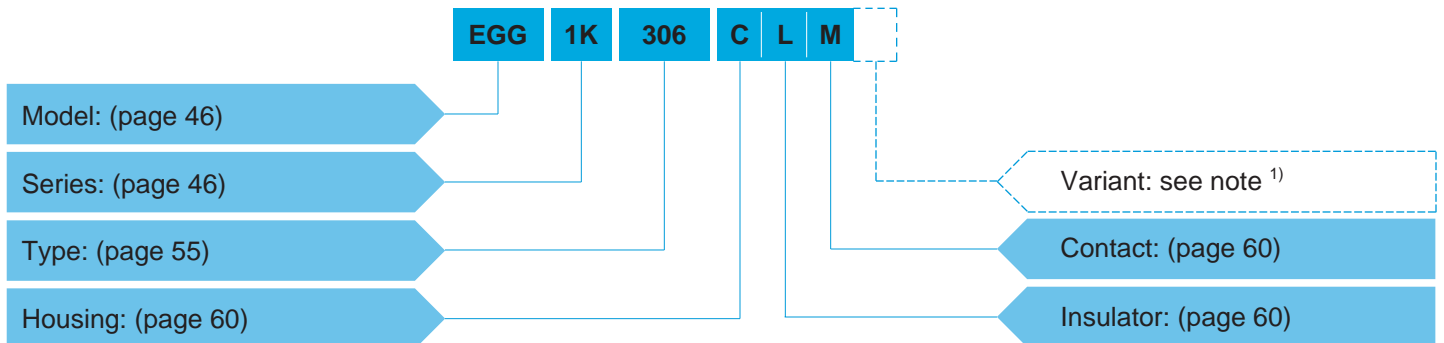 EGG 1K 306 C L M
Model: (page 46)
Series: (page 46)
Variant: see note 1)
Type: (page 55)
Contact: (page 60)
Housing: (page 60)
Insulator: (page 60)